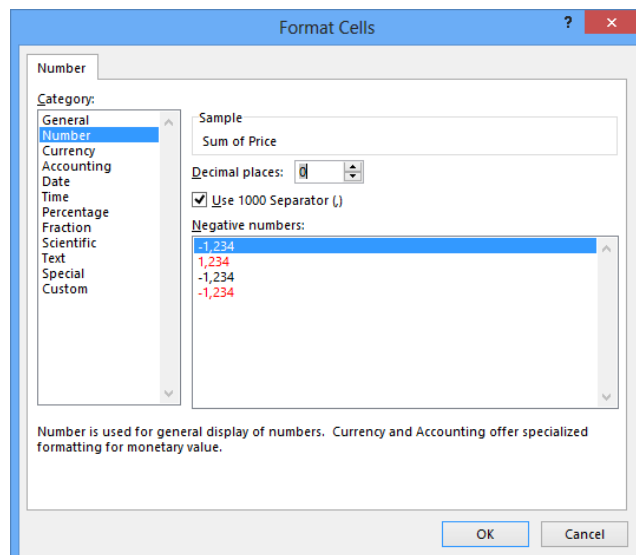 Format Cells
?
Number
Category:
General
Number
Currency
Accounting
Date
Time
Percentage
Fraction
Scientific
Text
Special
Custom
Sample
Sum of Price
Decimal places: 0
Use 1000 Separator (,)
Negative numbers:
-1,234
1,234
-1,234
-1,234
Number is used for general display of numbers. Currency and Accounting offer specialized
formatting for monetary value.
OK Cancel